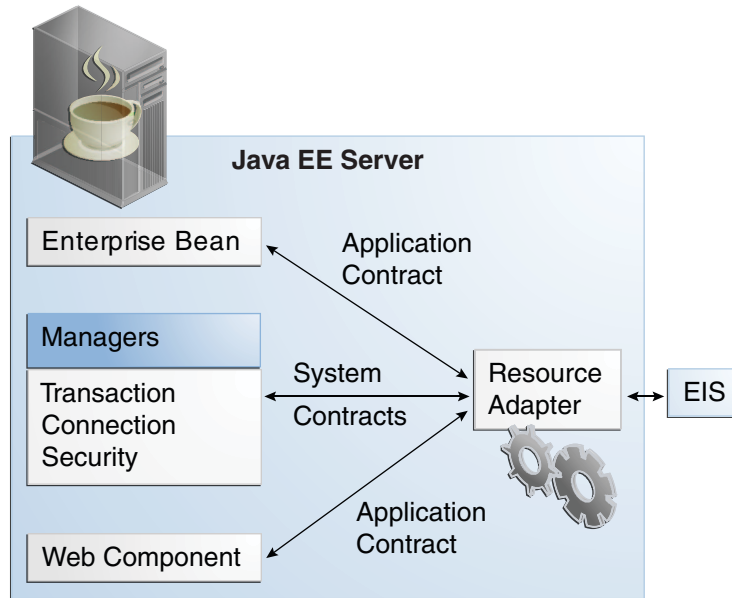 Java EE Server
Enterprise Bean
Application
Contract
Managers
Transaction
Connection
Security
System
Contracts
Resource
Adapter
EIS
Web Component
Application
Contract